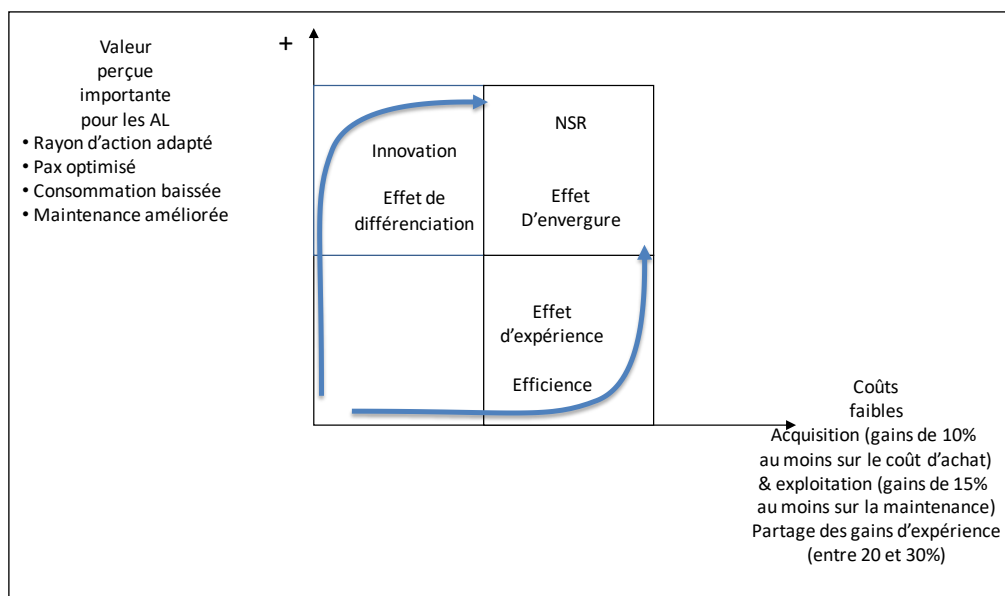 Valeur
perçue
importante
pour les AL
• Rayon d'action adapté
• Pax optimisé
• Consommation baissée
• Maintenance améliorée
+
Innovation
Effet de
différenciation
NSR
Effet
D'envergure
Effet
d'expérience
Efficience
Coûts
faibles
Acquisition (gains de 10%
au moins sur le coût d'achat)
& exploitation (gains de 15%
au moins sur la maintenance)
Partage des gains d'expérience
(entre 20 et 30%)